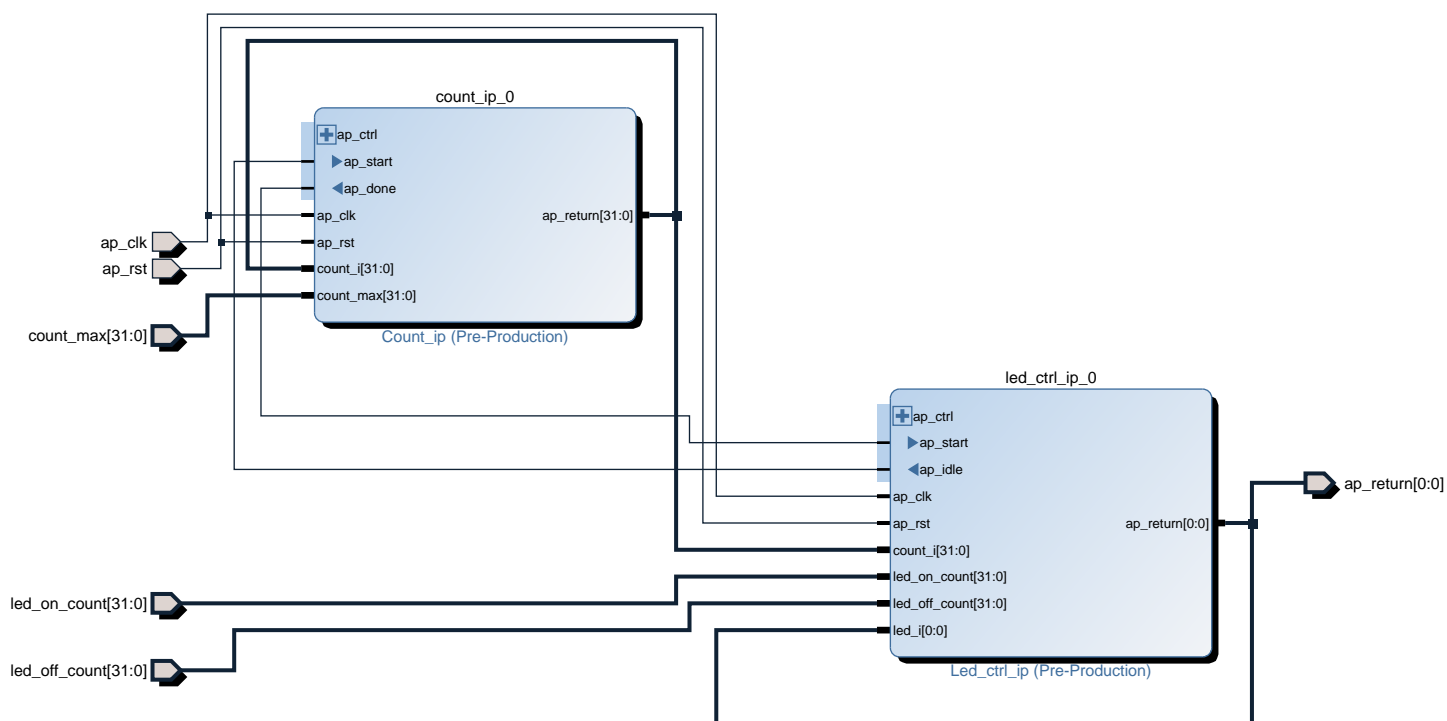 count_ip_0
ap_ctrl
ap_start
ap_done
ap_clk
ap_return[31:0]
ap_rst
count_i[31:0]
count_max[31:0]
Count_ip (Pre-Production)
ap_clk
ap_rst
count_max[31:0]
led_ctrl_ip_0
ap_ctrl
ap_start
ap_idle
ap_clk
ap_rst
ap_return[0:0]
count_i[31:0]
led_on_count[31:0]
led_off_count[31:0]
led_i[0:0]
Led_ctrl_ip (Pre-Production)
ap_return[0:0]
led_on_count[31:0]
led_off_count[31:0]